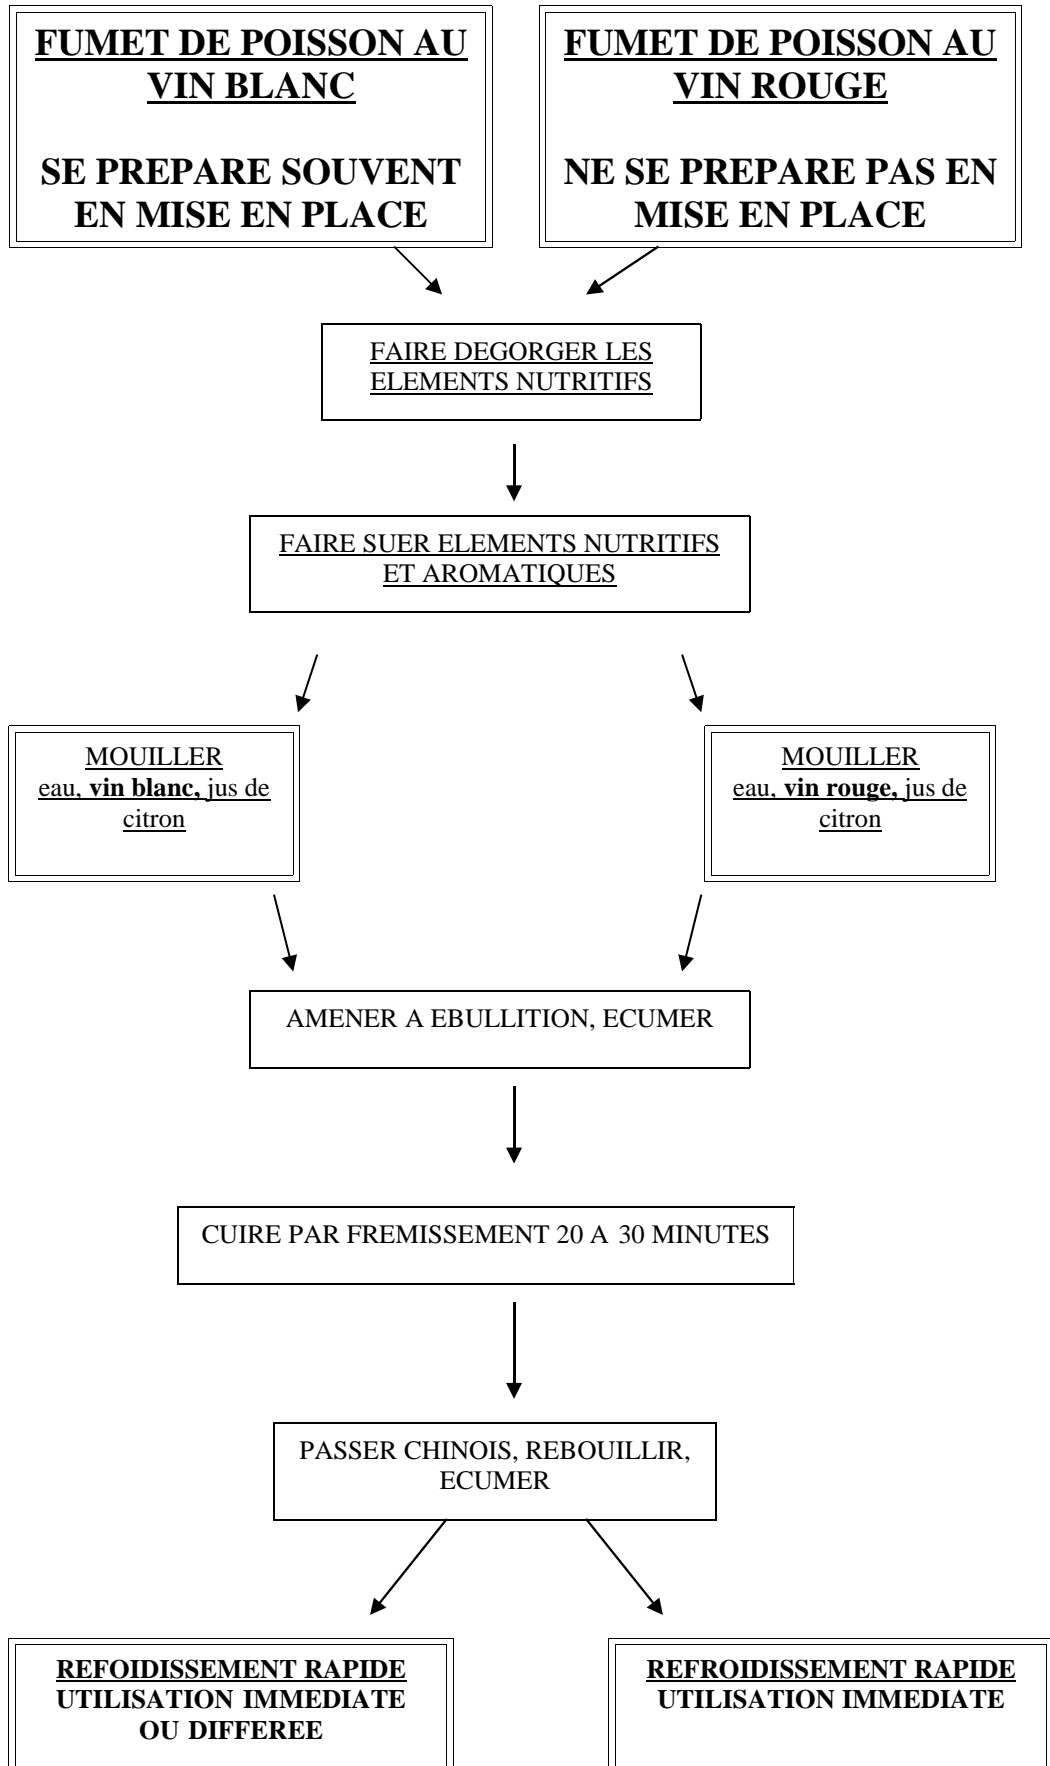 FUMET DE POISSON AU
VIN BLANC
SE PREPARE SOUVENT
EN MISE EN PLACE
FUMET DE POISSON AU
VIN ROUGE
NE SE PREPARE PAS EN
MISE EN PLACE
FAIRE DEGORGER LES
ELEMENTS NUTRITIFS
FAIRE SUER ELEMENTS NUTRITIFS
ET AROMATIQUES
MOUILLER
eau, vin blanc, jus de
citron
MOUILLER
eau, vin rouge, jus de
citron
AMENER A EBULLITION, ECUMER
CUIRE PAR FREMISSEMENT 20 A 30 MINUTES
PASSER CHINOIS, REBOUILLIR,
ECUMER
REFOIDISSEMENT RAPIDE
UTILISATION IMMEDIATE
OU DIFFEREE
REFROIDISSEMENT RAPIDE
UTILISATION IMMEDIATE